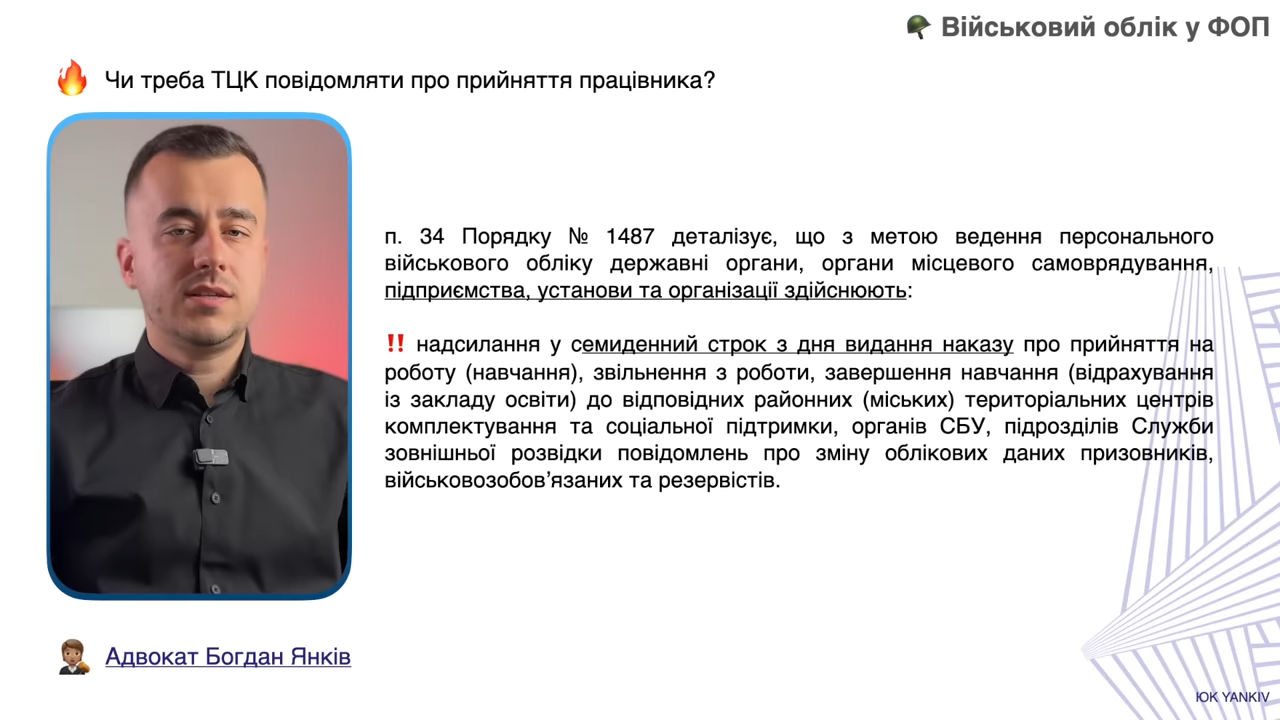 Військовий облік у ФОП
Чи треба ТЦК повідомляти про прийняття працівника?
п. 34 Порядку № 1487 деталізує, що з метою ведення персонального
військового обліку державні органи, органи місцевого самоврядування,
підприємства, установи та організації здійснюють:
‼️ надсилання у семиденний строк з дня видання наказу про прийняття на
роботу (навчання), звільнення з роботи, завершення навчання (відрахування
із закладу освіти) до відповідних районних (міських) територіальних центрів
комплектування та соціальної підтримки, органів СБУ, підрозділів Служби
зовнішньої розвідки повідомлень про зміну облікових даних призовників,
військовозобов’язаних та резервістів.
Адвокат Богдан Янків
ЮК YANKIV